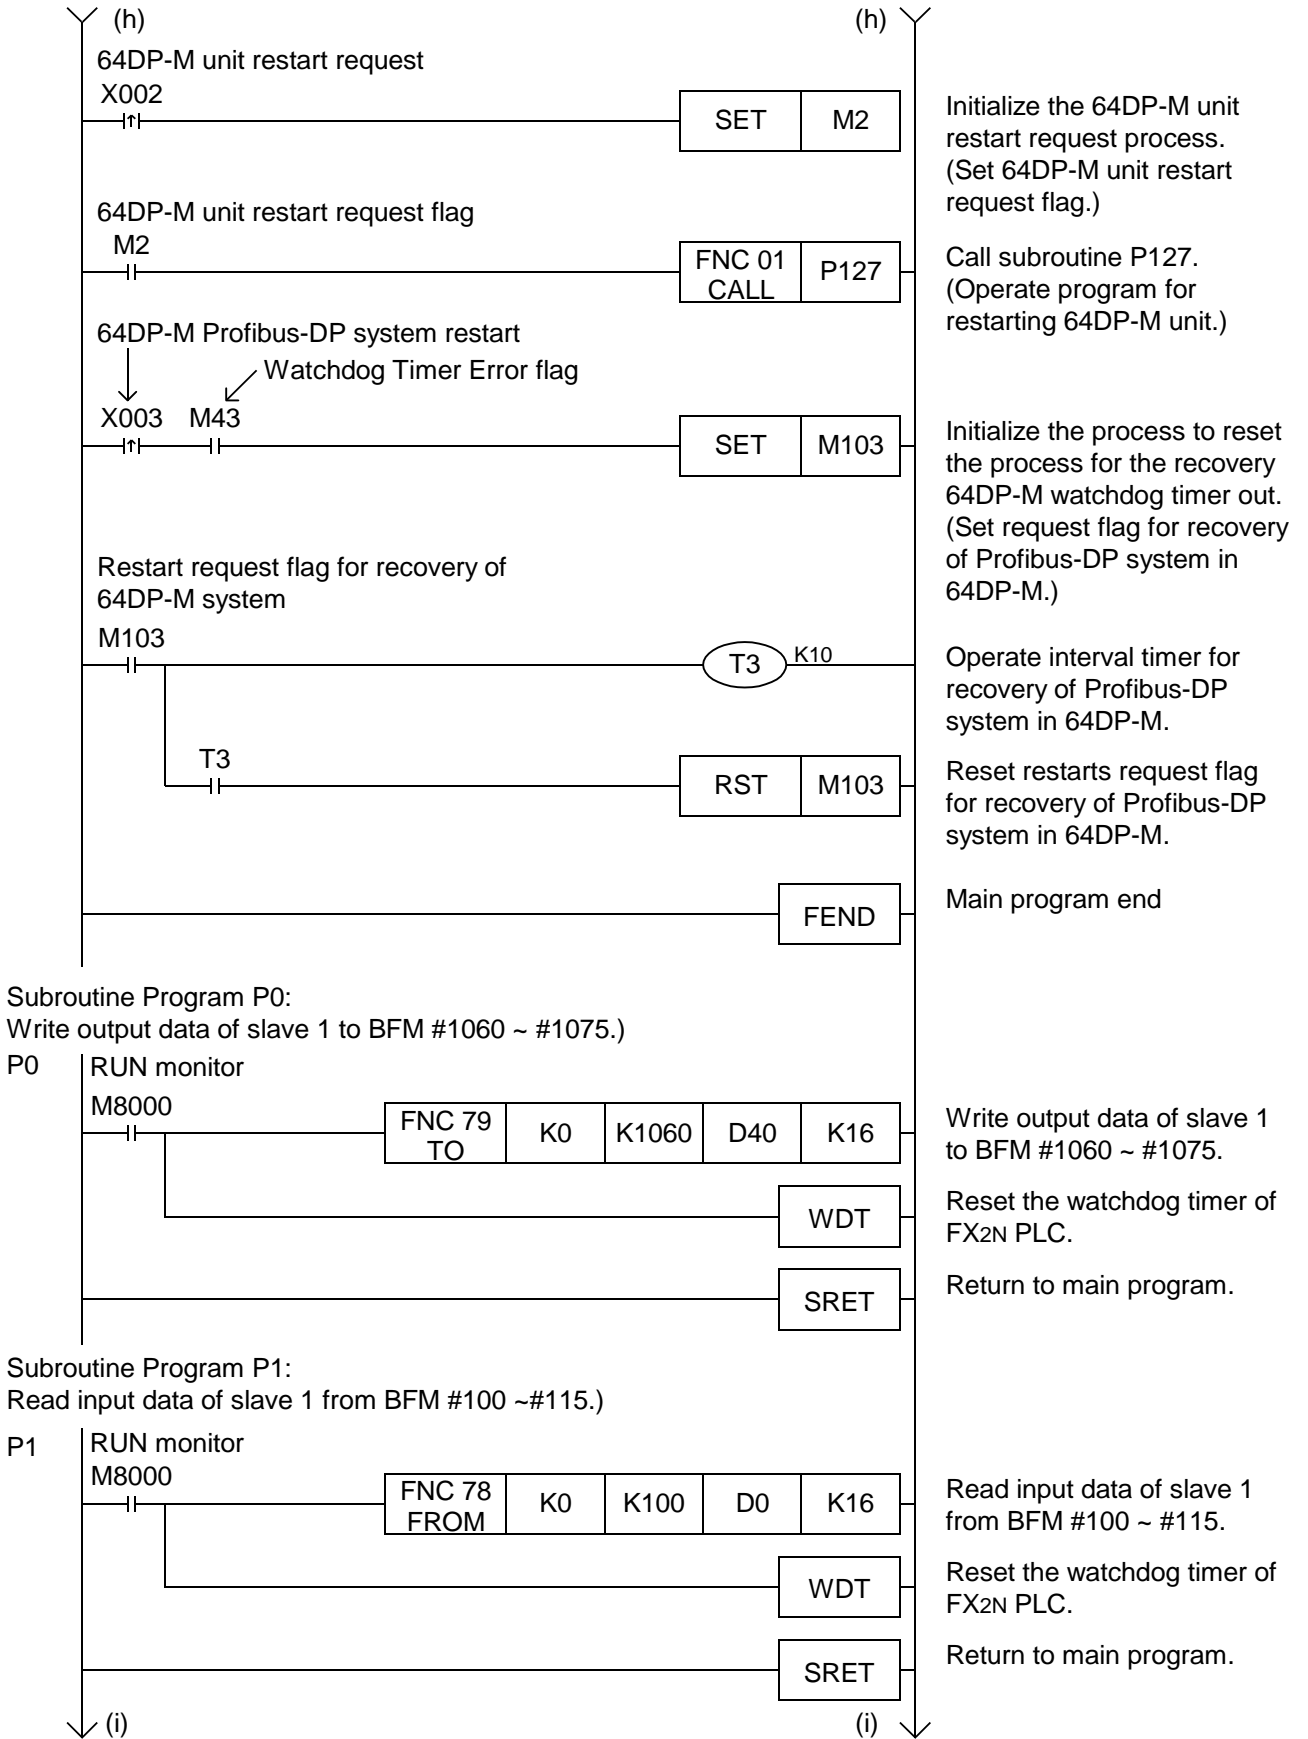 (h) (h)
64DP-M unit restart request
X002
SET M2
Initialize the 64DP-M unit
restart request process.
(Set 64DP-M unit restart
request flag.)
64DP-M unit restart request flag
M2
FNC 01
CALL P127
Call subroutine P127.
(Operate program for
restarting 64DP-M unit.)
64DP-M Profibus-DP system restart
Watchdog Timer Error flag
X003 M43
SET M103
Initialize the process to reset
the process for the recovery
64DP-M watchdog timer out.
(Set request flag for recovery
of Profibus-DP system in
64DP-M.)
Restart request flag for recovery of
64DP-M system
M103
T3 K10
Operate interval timer for
recovery of Profibus-DP
system in 64DP-M.
T3
RST M103
Reset restarts request flag
for recovery of Profibus-DP
system in 64DP-M.
FEND
Main program end
Subroutine Program P0:
Write output data of slave 1 to BFM #1060 ~ #1075.)
P0 RUN monitor
M8000
FNC 79
TO K0 K1060 D40 K16
Write output data of slave 1
to BFM #1060 ~ #1075.
WDT
Reset the watchdog timer of
FX2N PLC.
SRET
Return to main program.
Subroutine Program P1:
Read input data of slave 1 from BFM #100 ~#115.)
P1 RUN monitor
M8000
FNC 78
FROM K0 K100 D0 K16
Read input data of slave 1
from BFM #100 ~ #115.
WDT
Reset the watchdog timer of
FX2N PLC.
SRET
Return to main program.
(i) (i)